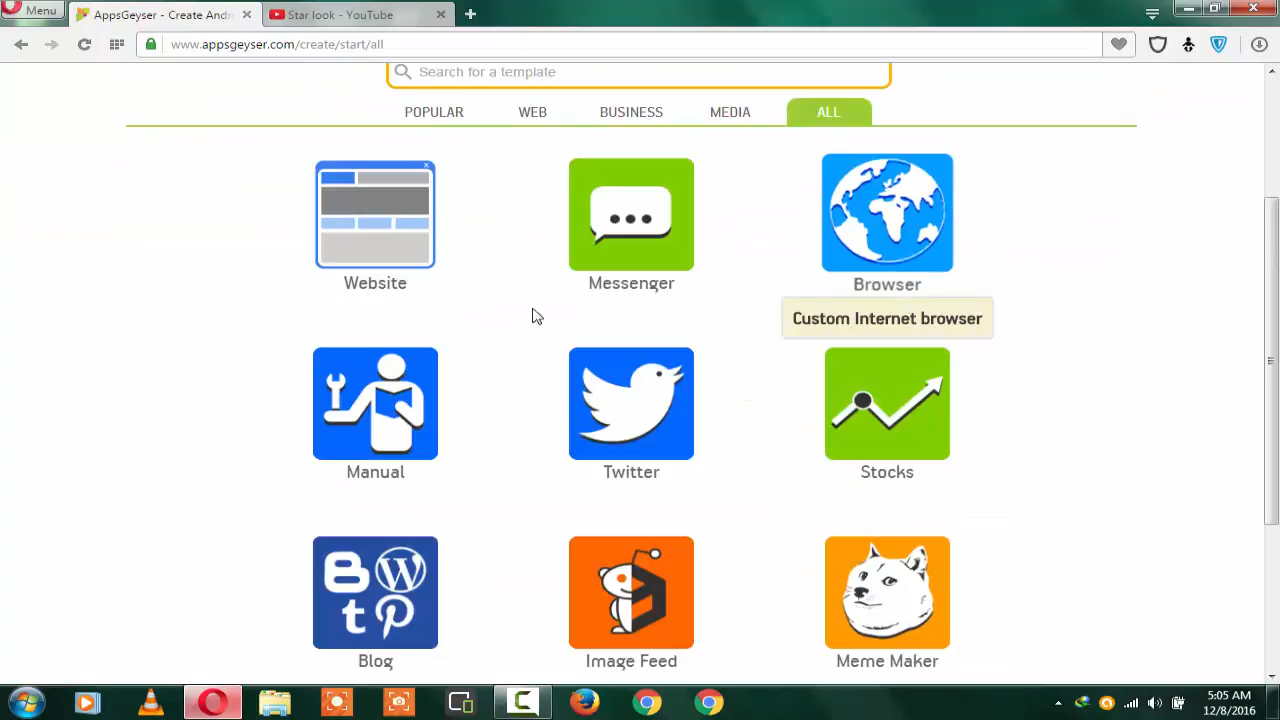 Menu
AppsGeyser - Create Andro
Star look - YouTube
www.appsgeyser.com/create/start/all
Search for a template
POPULAR
WEB
BUSINESS
MEDIA
ALL
Website
Messenger
Browser
Custom Internet browser
Manual
Twitter
Stocks
Blog
Image Feed
Meme Maker
5:05 AM
12/8/2016